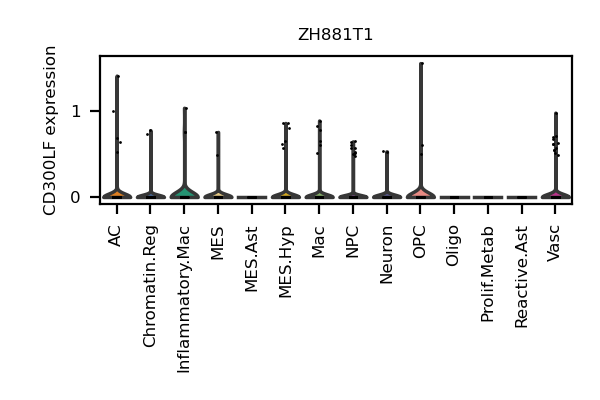 ZH881T1
CD300LF expression
1
0
AC
Chromatin.Reg
Inflammatory.Mac
MES
MES.Ast
MES.Hyp
Mac
NPC
Neuron
OPC
Oligo
Prolif.Metab
Reactive.Ast
Vasc